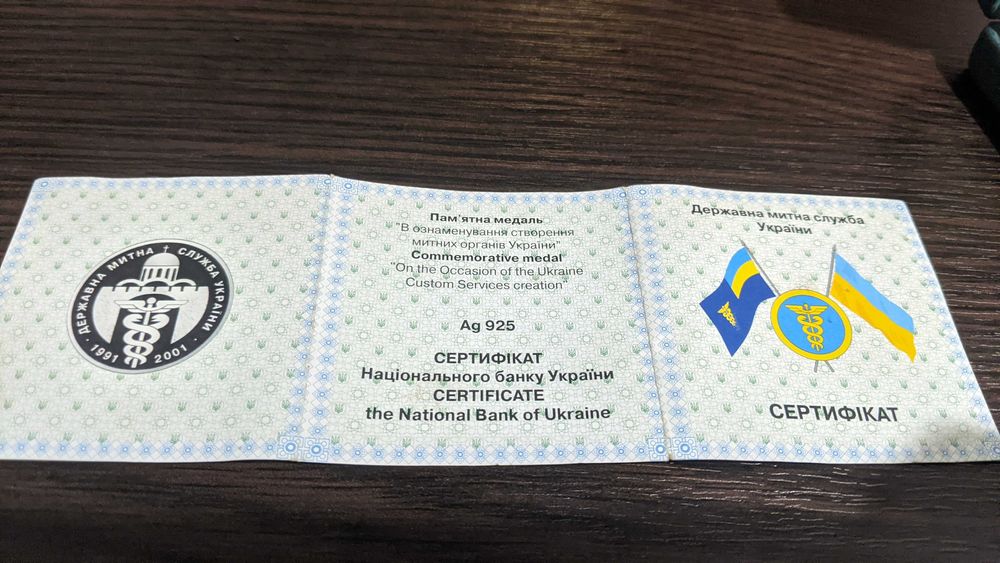 ДЕРЖАВНА МИТНА СЛУЖБА УКРАЇНИ
· 1991 · 2001 ·
Пам'ятна медаль
"В ознаменування створення
митних органів України"
Commemorative medal
"On the Occasion of the Ukraine
Custom Services creation"
Ag 925
СЕРТИФІКАТ
Національного банку України
CERTIFICATE
the National Bank of Ukraine
Державна митна служба
України
СЕРТИФІКАТ